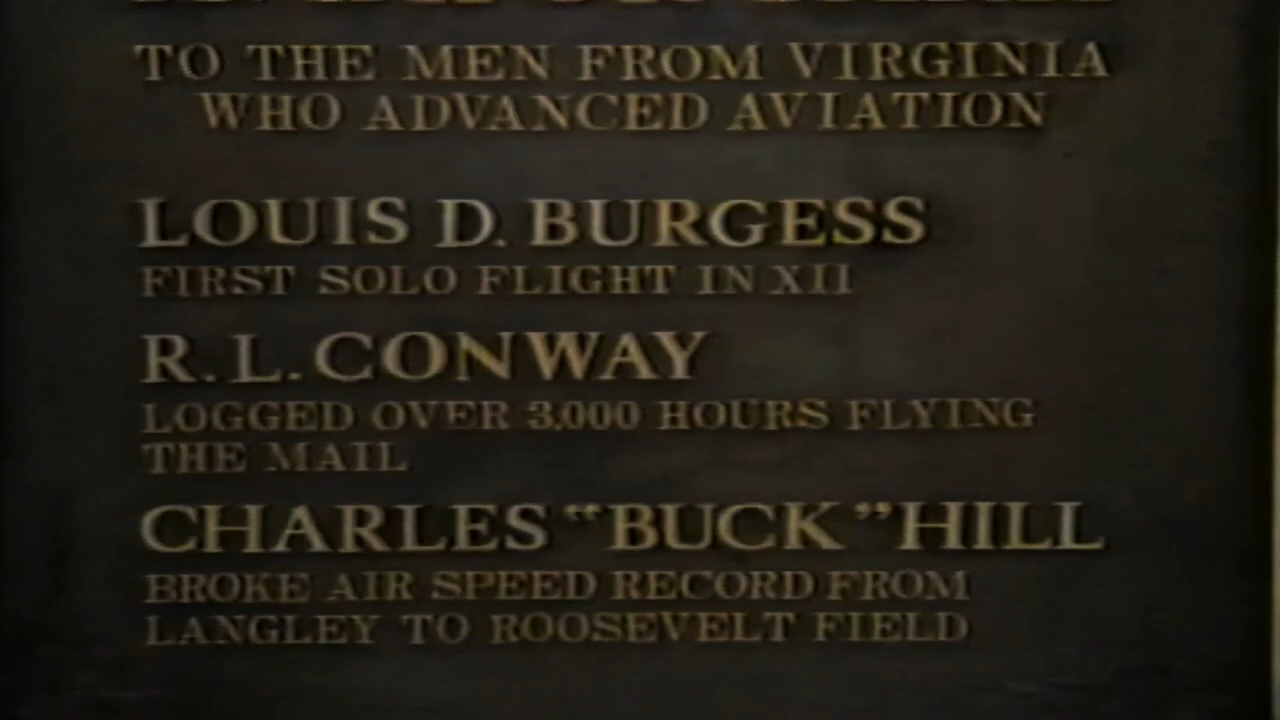 TO THE MEN FROM VIRGINIA
WHO ADVANCED AVIATION
LOUIS D. BURGESS
FIRST SOLO FLIGHT IN XII
R.L. CONWAY
LOGGED OVER 3,000 HOURS FLYING
THE MAIL
CHARLES “BUCK” HILL
BROKE AIR SPEED RECORD FROM
LANGLEY TO ROOSEVELT FIELD